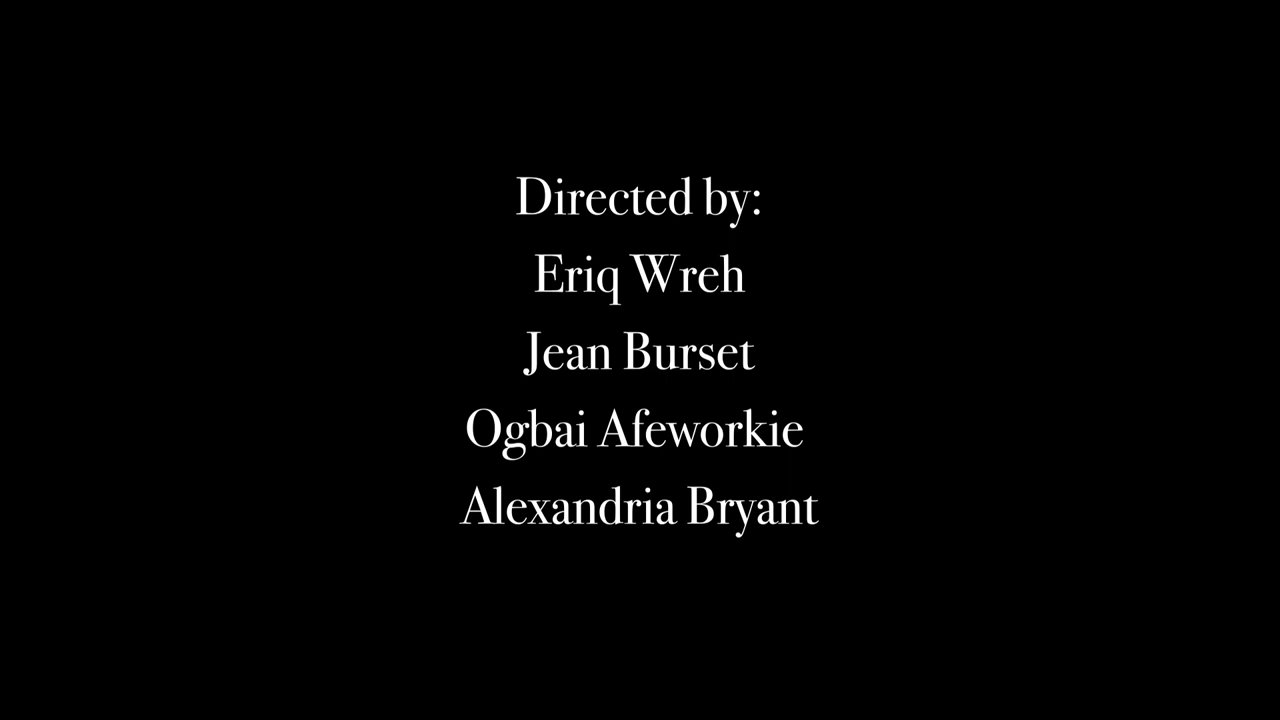 Directed by:
Eriq Wreh
Jean Burset
Ogbai Afeworkie
Alexandria Bryant